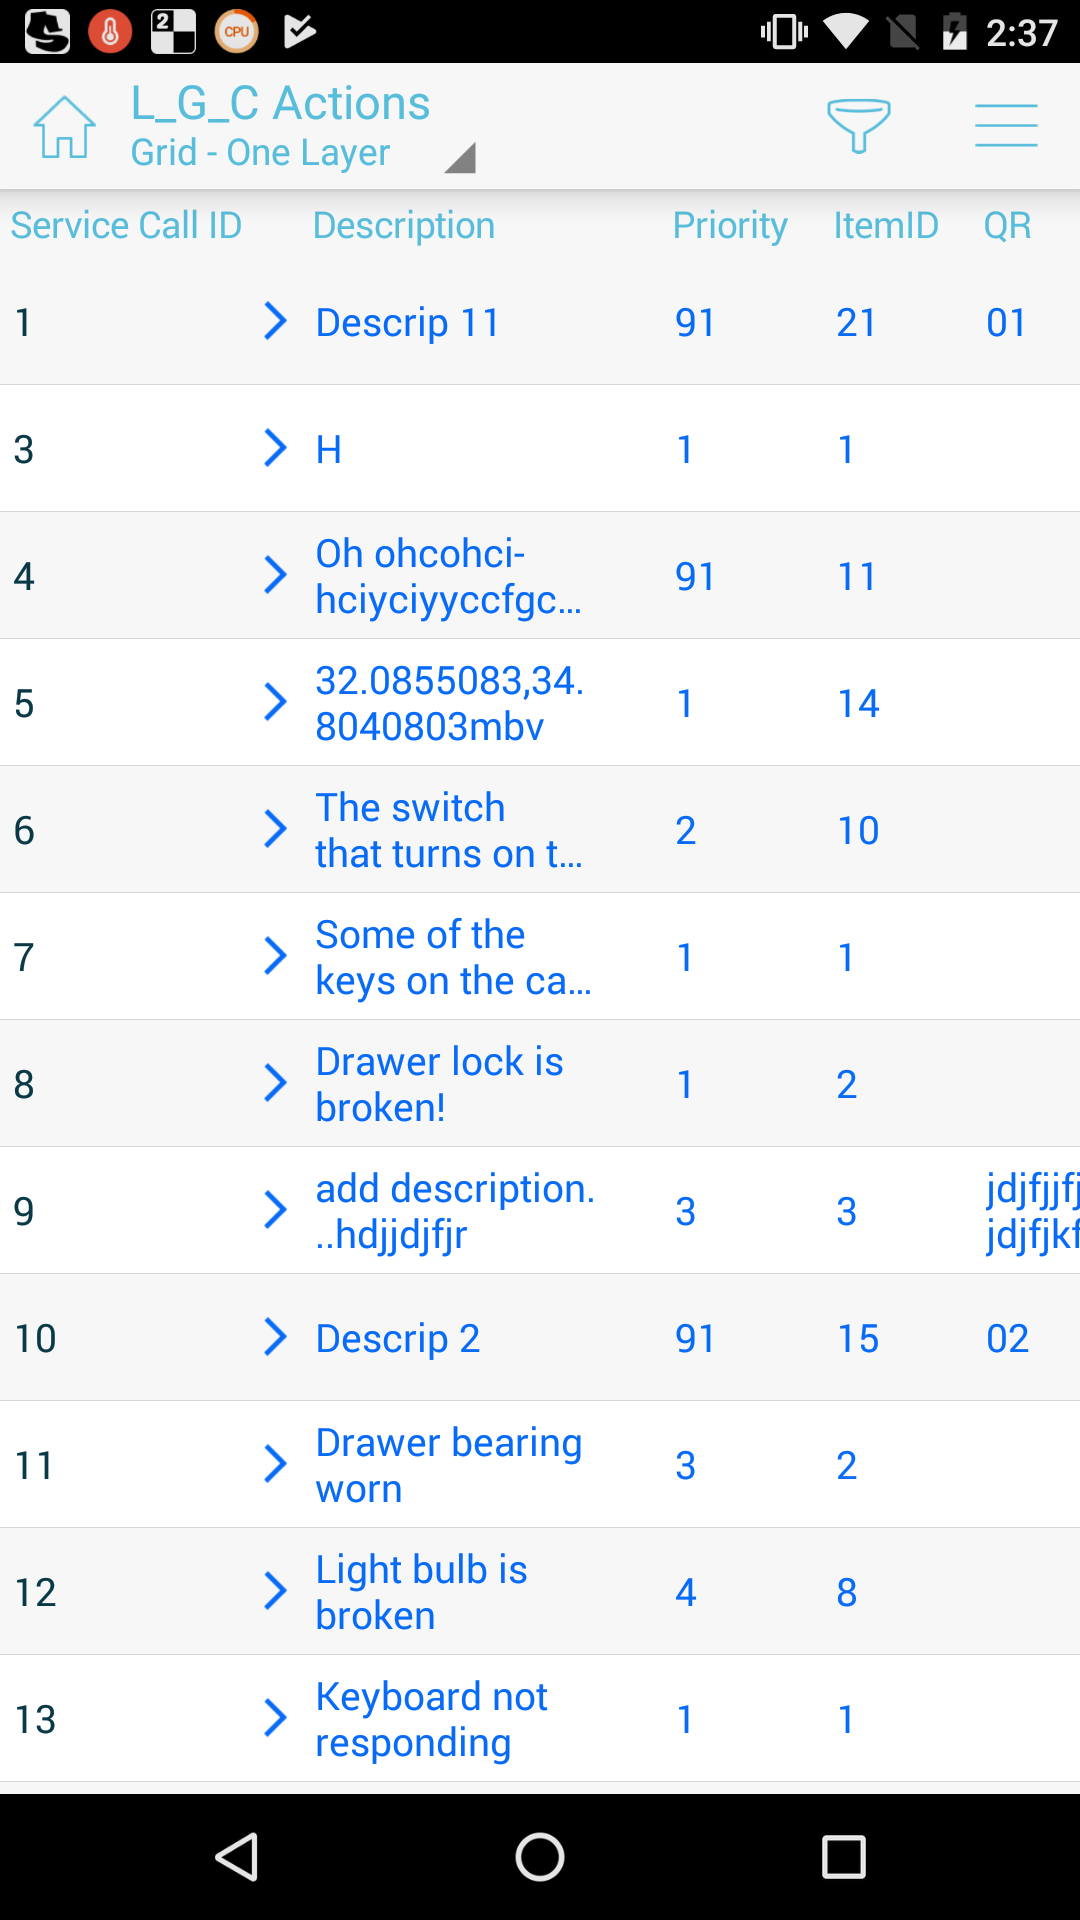 2 CPU 2:37
L_G_C Actions
Grid - One Layer
Service Call ID Description Priority ItemID QR
1 Descrip 11 91 21 01
3 H 1 1
4 Oh ohcohci-
hciyciyyccfgc... 91 11
5 32.0855083,34.
8040803mbv 1 14
6 The switch
that turns on t... 2 10
7 Some of the
keys on the ca... 1 1
8 Drawer lock is
broken! 1 2
9 add description. 3 3 jdjfjjfj
..hdjjdjfjr jdjfjkf
10 Descrip 2 91 15 02
11 Drawer bearing
worn 3 2
12 Light bulb is
broken 4 8
13 Keyboard not
responding 1 1